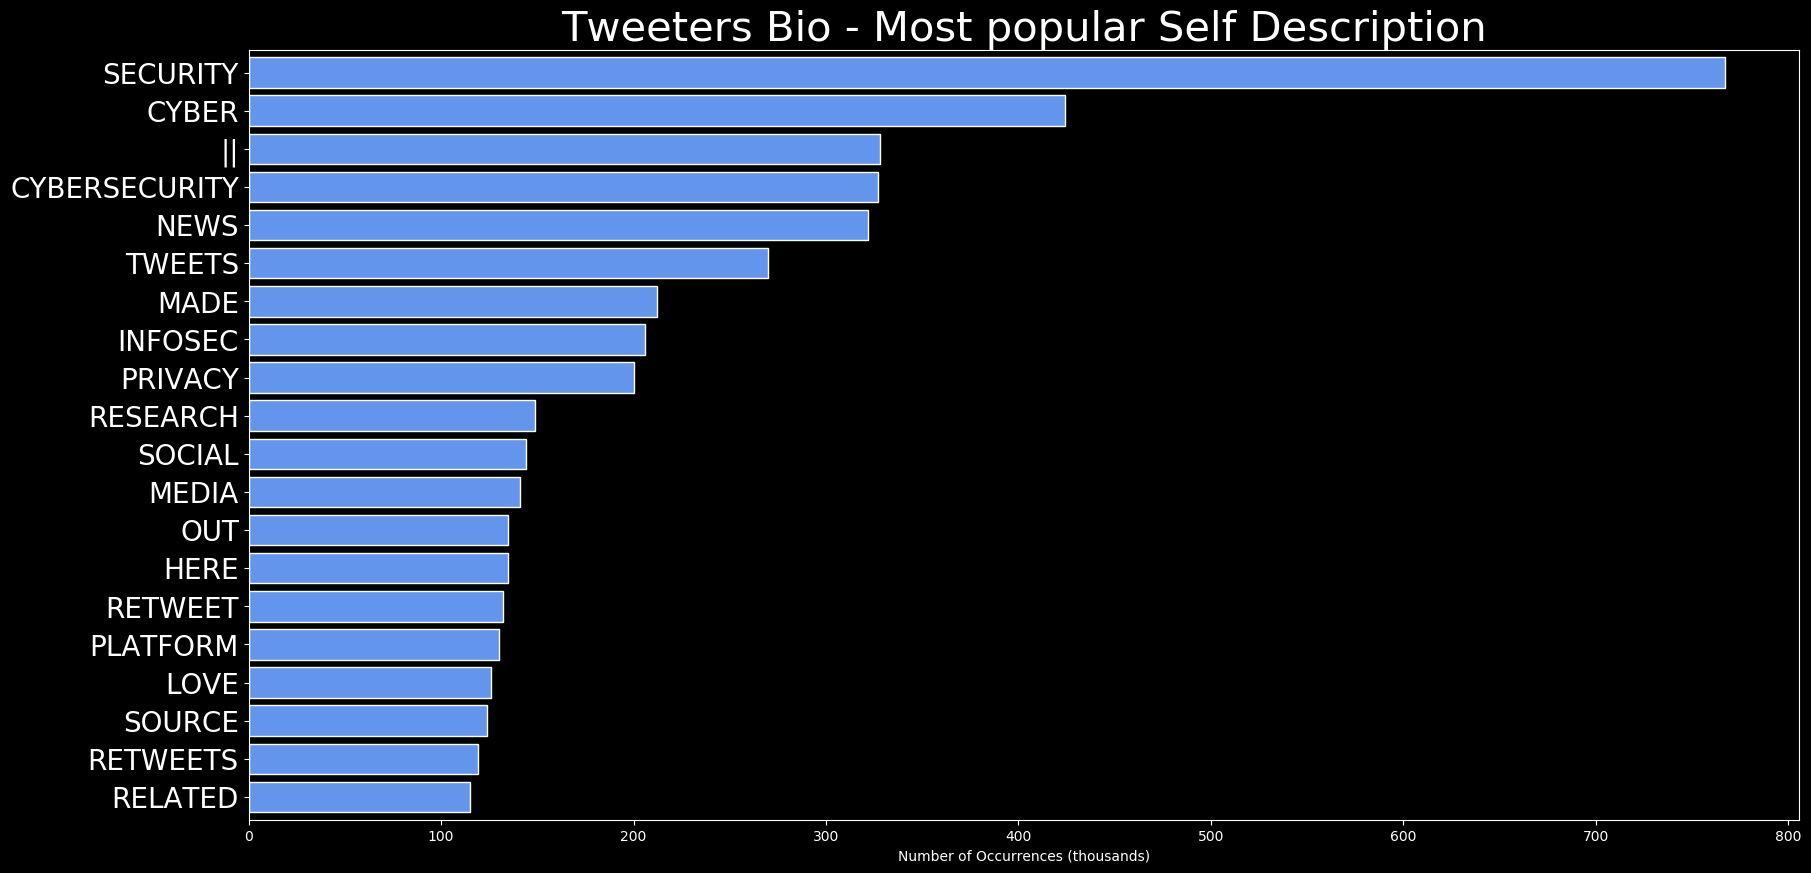 Tweeters Bio - Most popular Self Description
SECURITY
CYBER
||
CYBERSECURITY
NEWS
TWEETS
MADE
INFOSEC
PRIVACY
RESEARCH
SOCIAL
MEDIA
OUT
HERE
RETWEET
PLATFORM
LOVE
SOURCE
RETWEETS
RELATED
0 100 200 300 400 500 600 700 800
Number of Occurrences (thousands)